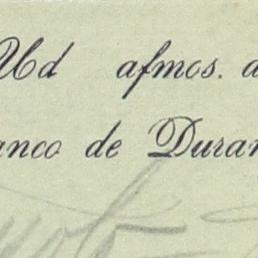 Ud afmos. a
anco de Duran